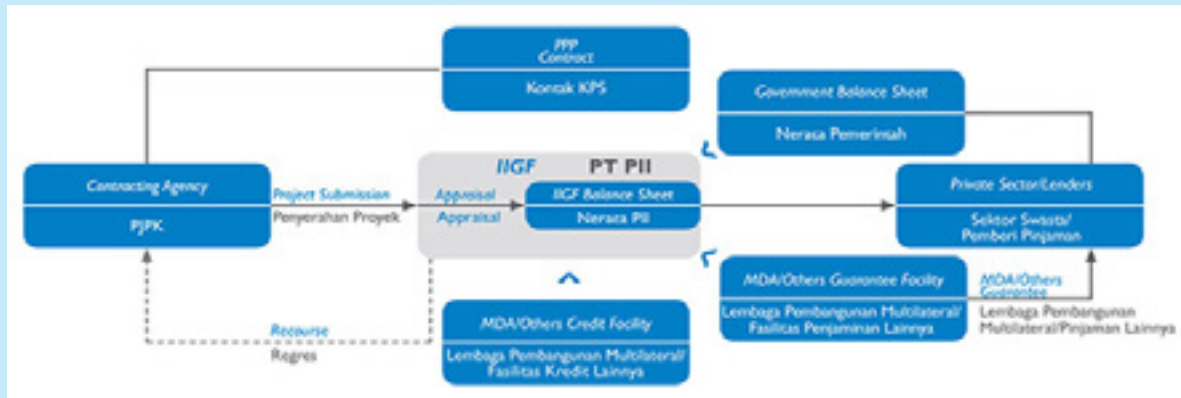 PPP
Contract
Kontak KPS
Government Balance Sheet
Neraca Pemerintah
IIGF PT PII
Contracting Agency
PJPK
Project Submission
Penyerahan Proyek
Appraisal
Appraisal
IIGF Balance Sheet
Neraca PII
Private Sector/Lenders
Sektor Swasta/
Pemberi Pinjaman
MDA/Others Guarantee Facility
Lembaga Pembangunan Multilateral/
Fasilitas Penjaminan Lainnya
MDA/Others
Guarantee
Lembaga Pembangunan
Multilateral/Pinjaman Lainnya
Recourse
Regres
MDA/Others Credit Facility
Lembaga Pembangunan Multilateral/
Fasilitas Kredit Lainnya